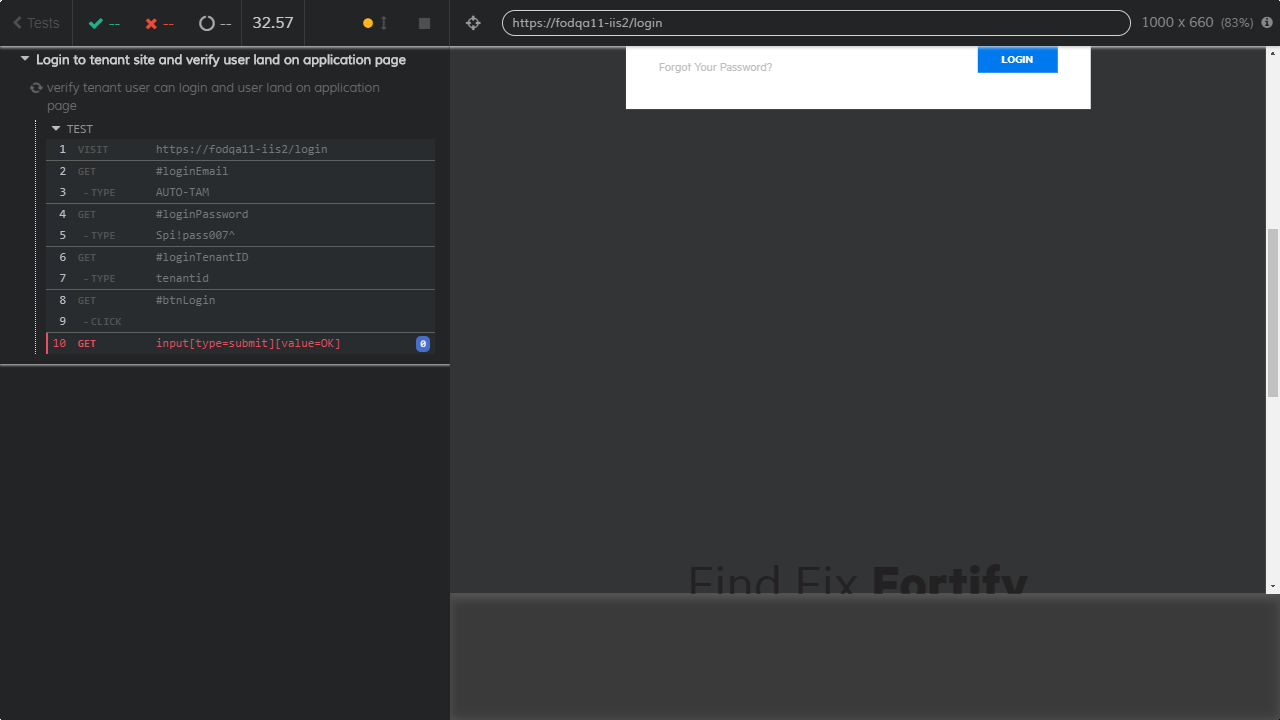 Tests -- -- -- 32.57 https://fodqa11-iis2/login 1000 x 660 (83%)
Login to tenant site and verify user land on application page
verify tenant user can login and user land on application
page
TEST
1 VISIT https://fodqa11-iis2/login
2 GET #loginEmail
3 -TYPE AUTO-TAM
4 GET #loginPassword
5 -TYPE Spi!pass007^
6 GET #loginTenantID
7 -TYPE tenantid
8 GET #btnLogin
9 -CLICK
10 GET input[type=submit][value=OK] 0
Forgot Your Password? LOGIN
Find Fix Fortify